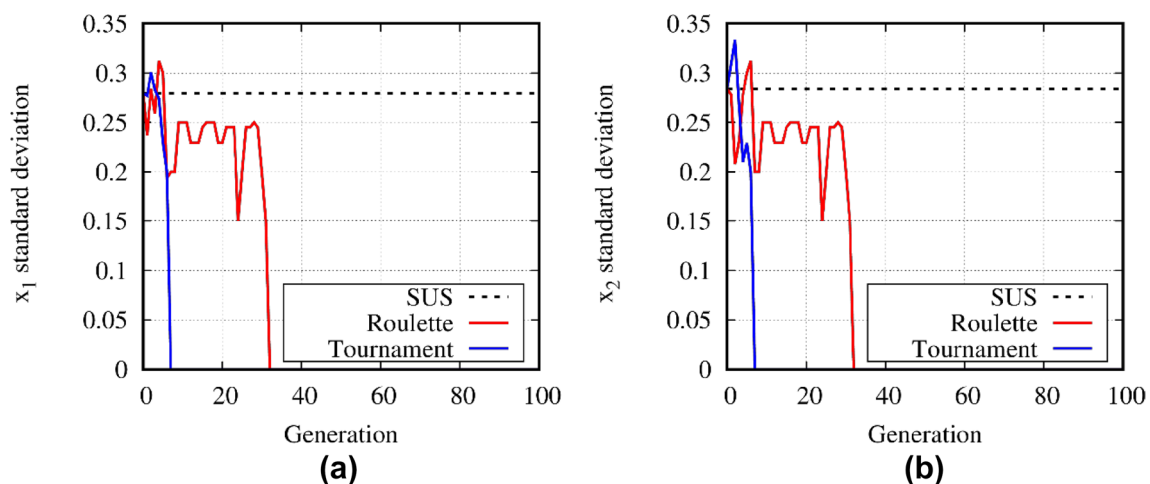 0.35
0.3
0.25
0.2
0.15
0.1
0.05
0
x1 standard deviation
SUS
Roulette
Tournament
0 20 40 60 80 100
Generation
(a)
0.35
0.3
0.25
0.2
0.15
0.1
0.05
0
x2 standard deviation
SUS
Roulette
Tournament
0 20 40 60 80 100
Generation
(b)